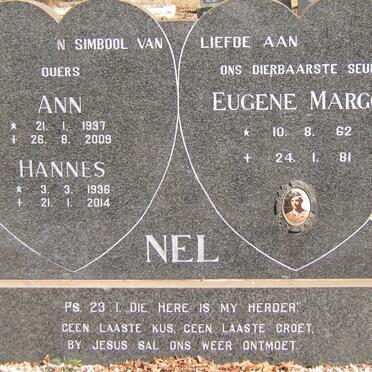 'N SIMBOOL VAN LIEFDE AAN
OUERS
ANN
* 21. 1. 1937
+ 26. 8. 2009
HANNES
* 3. 3. 1936
+ 21. 1. 2014
ONS DIERBAARSTE SEUN
EUGENE
* 10. 8. 62
+ 24. 1. 81
NEL
PS. 23:1. „DIE HERE IS MY HERDER"
GEEN LAASTE KUS, GEEN LAASTE GROET,
BY JESUS SAL ONS WEER ONTMOET.